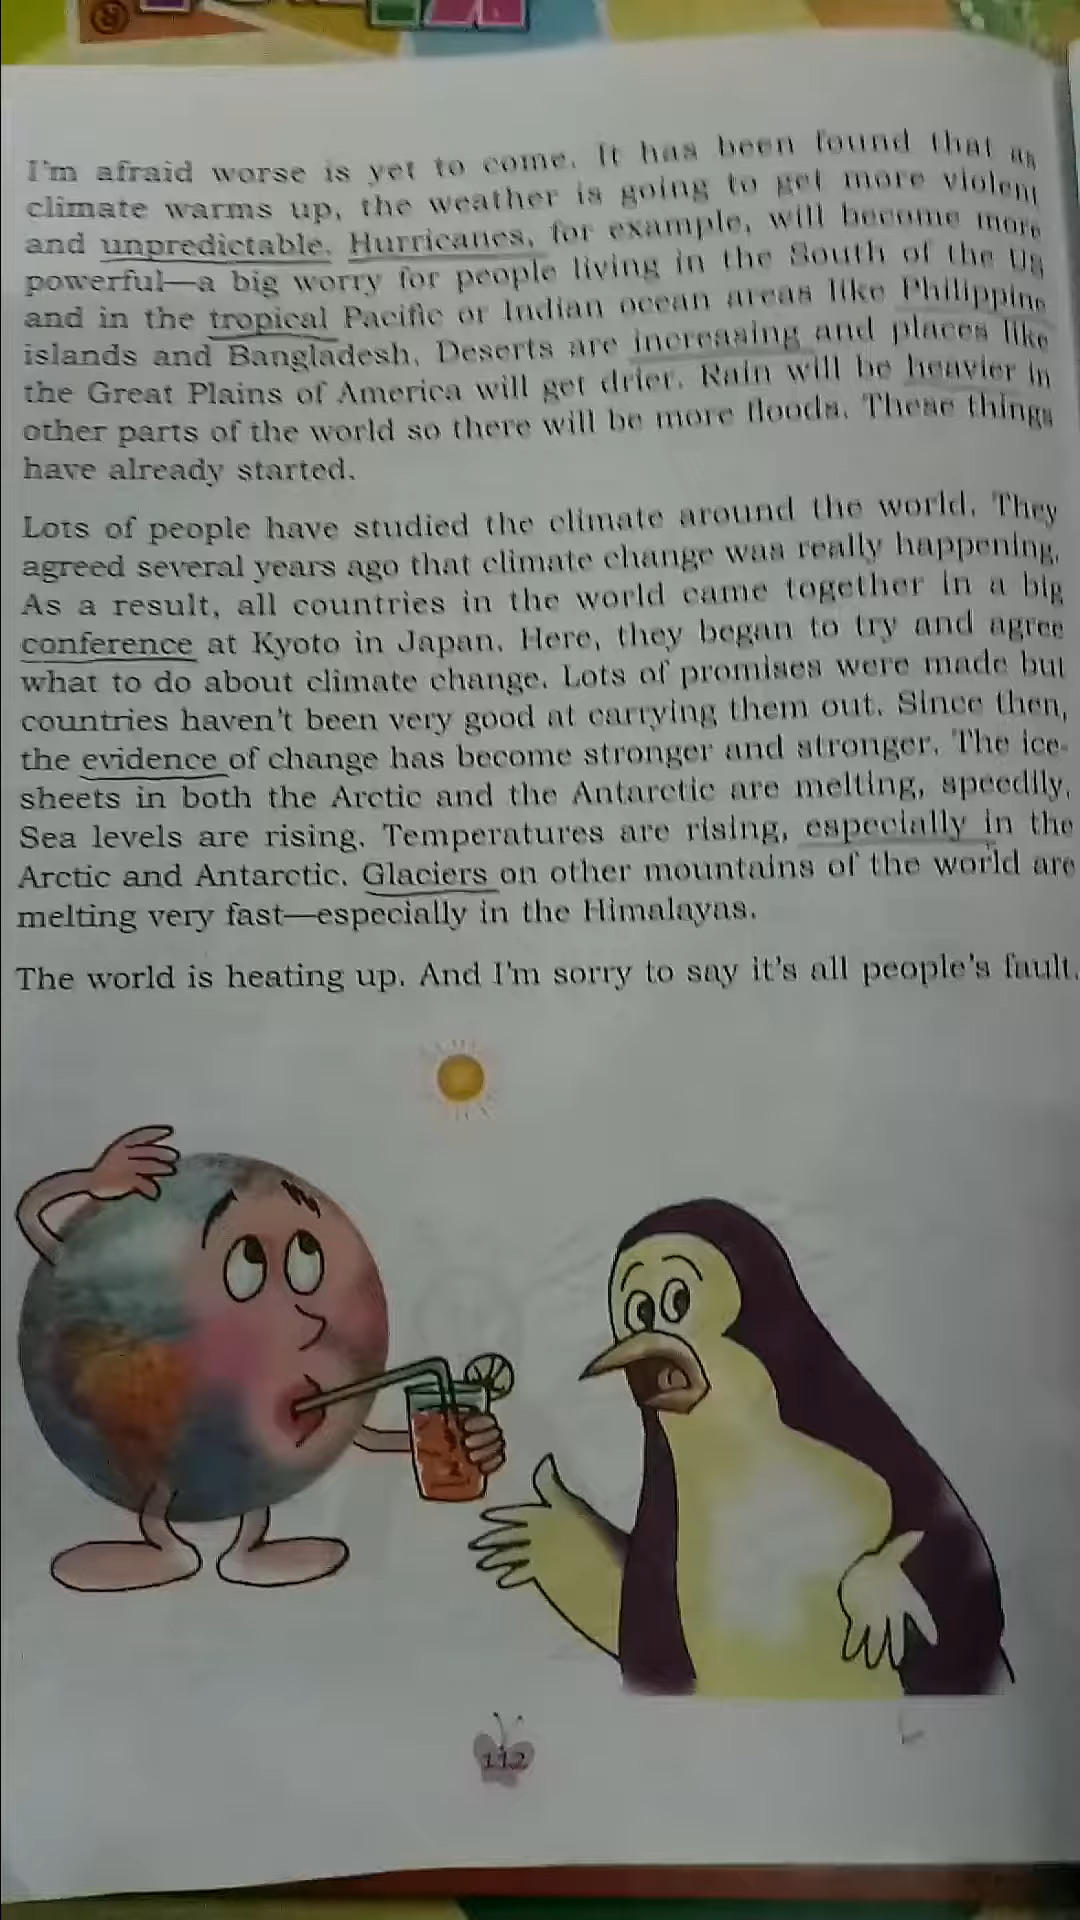 I'm afraid worse is yet to come. It has been found that as
climate warms up, the weather is going to get more violent
and unpredictable. Hurricanes, for example, will become more
powerful—a big worry for people living in the South of the US
and in the tropical Pacific or Indian ocean areas like Philippine
islands and Bangladesh. Deserts are increasing and places like
the Great Plains of America will get drier. Rain will be heavier in
other parts of the world so there will be more floods. These things
have already started.
Lots of people have studied the climate around the world. They
agreed several years ago that climate change was really happening.
As a result, all countries in the world came together in a big
conference at Kyoto in Japan. Here, they began to try and agree
what to do about climate change. Lots of promises were made but
countries haven't been very good at carrying them out. Since then,
the evidence of change has become stronger and stronger. The ice-
sheets in both the Arctic and the Antarctic are melting, speedily.
Sea levels are rising. Temperatures are rising, especially in the
Arctic and Antarctic. Glaciers on other mountains of the world are
melting very fast—especially in the Himalayas.
The world is heating up. And I'm sorry to say it's all people's fault.
112